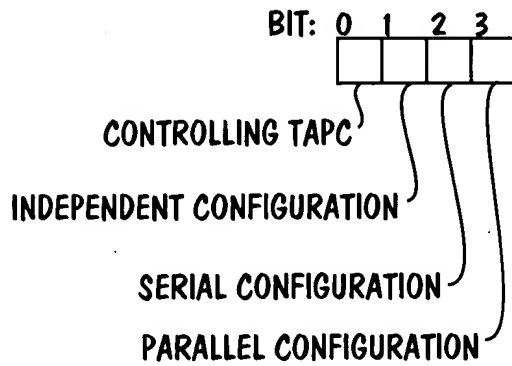 BIT: 0 1 2 3
CONTROLLING TAPC
INDEPENDENT CONFIGURATION
SERIAL CONFIGURATION
PARALLEL CONFIGURATION